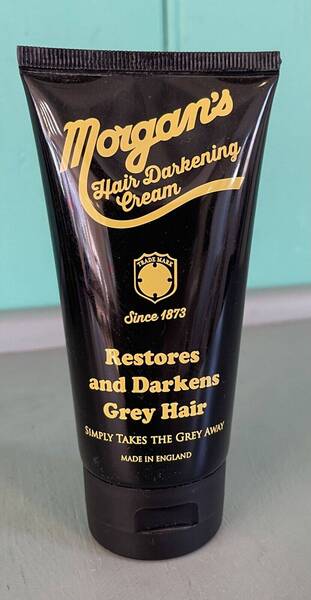 Morgan's
Hair Darkening
Cream
TRADE MARK
Since 1873
Restores
and Darkens
Grey Hair
SIMPLY TAKES THE GREY AWAY
MADE IN ENGLAND